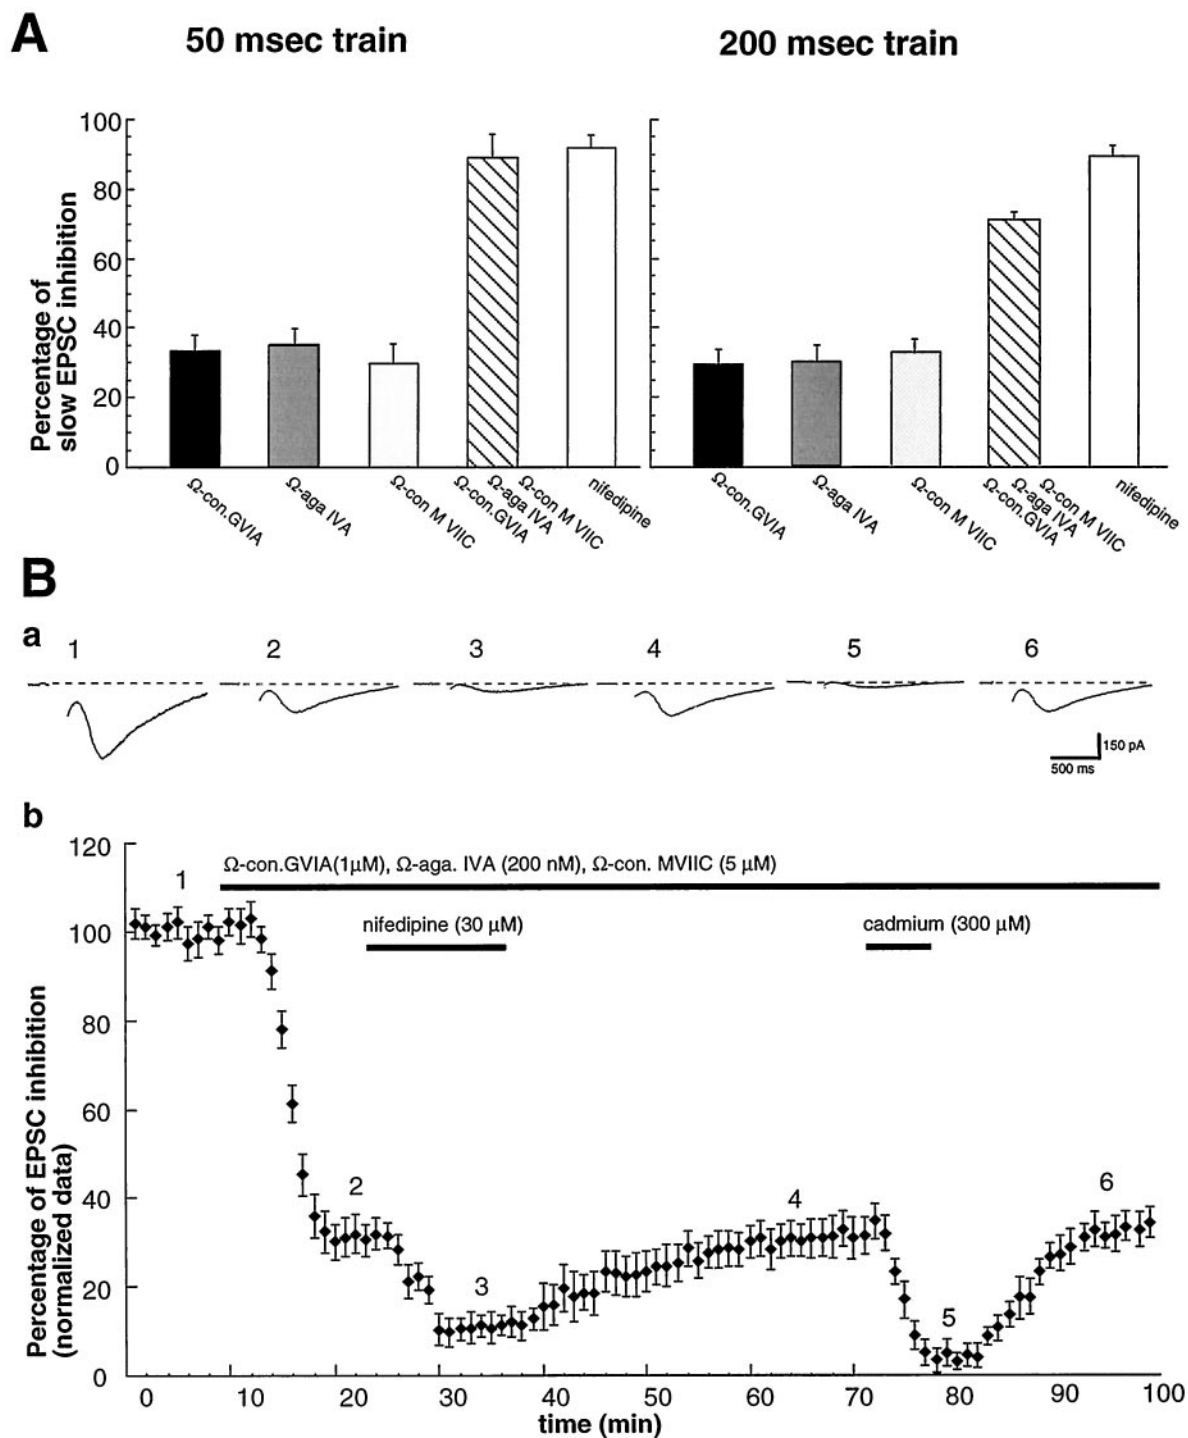 A
50 msec train
200 msec train
Percentage of
slow EPSC inhibition
100
80
60
40
20
0
Ω-con.GVIA
Ω-aga IVA
Ω-con M VIIC
Ω-con.GVIA
Ω-aga IVA
Ω-con M VIIC
nifedipine
Ω-con.GVIA
Ω-aga IVA
Ω-con M VIIC
Ω-con.GVIA
Ω-aga IVA
Ω-con M VIIC
nifedipine
B
a
1 2 3 4 5 6
150 pA
500 ms
b
Percentage of EPSC inhibition
(normalized data)
120
100
80
60
40
20
0
Ω-con.GVIA(1μM), Ω-aga. IVA (200 nM), Ω-con. MVIIC (5 μM)
nifedipine (30 μM)
cadmium (300 μM)
1
2
3
4
5
6
0 10 20 30 40 50 60 70 80 90 100
time (min)